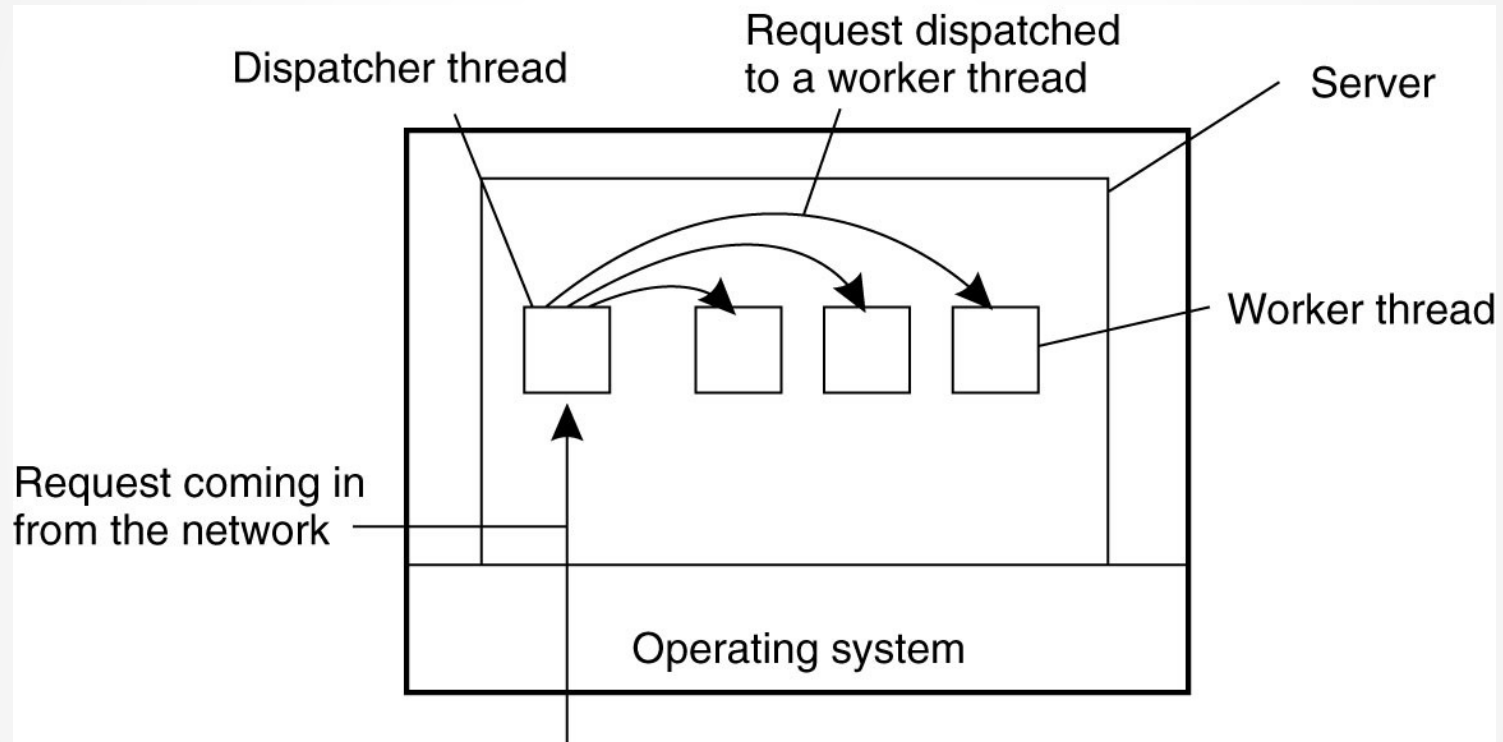 Dispatcher thread
Request dispatched
to a worker thread
Server
Worker thread
Request coming in
from the network
Operating system